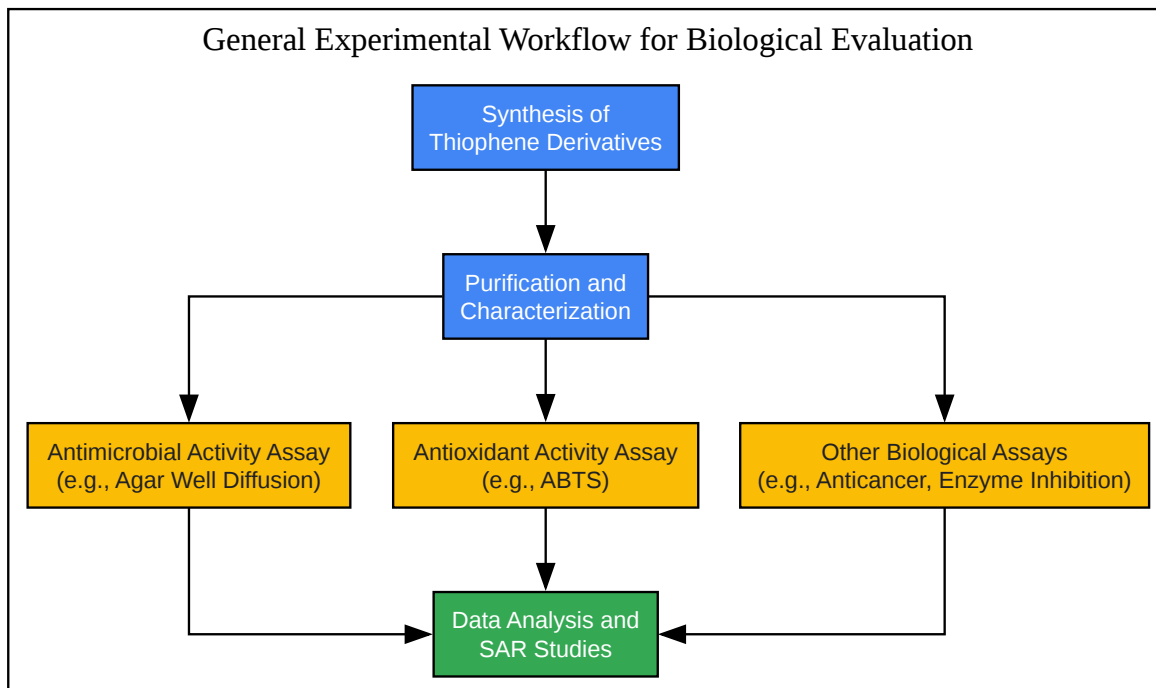 General Experimental Workflow for Biological Evaluation
Synthesis of
Thiophene Derivatives
Purification and
Characterization
Antimicrobial Activity Assay
(e.g., Agar Well Diffusion)
Antioxidant Activity Assay
(e.g., ABTS)
Other Biological Assays
(e.g., Anticancer, Enzyme Inhibition)
Data Analysis and
SAR Studies